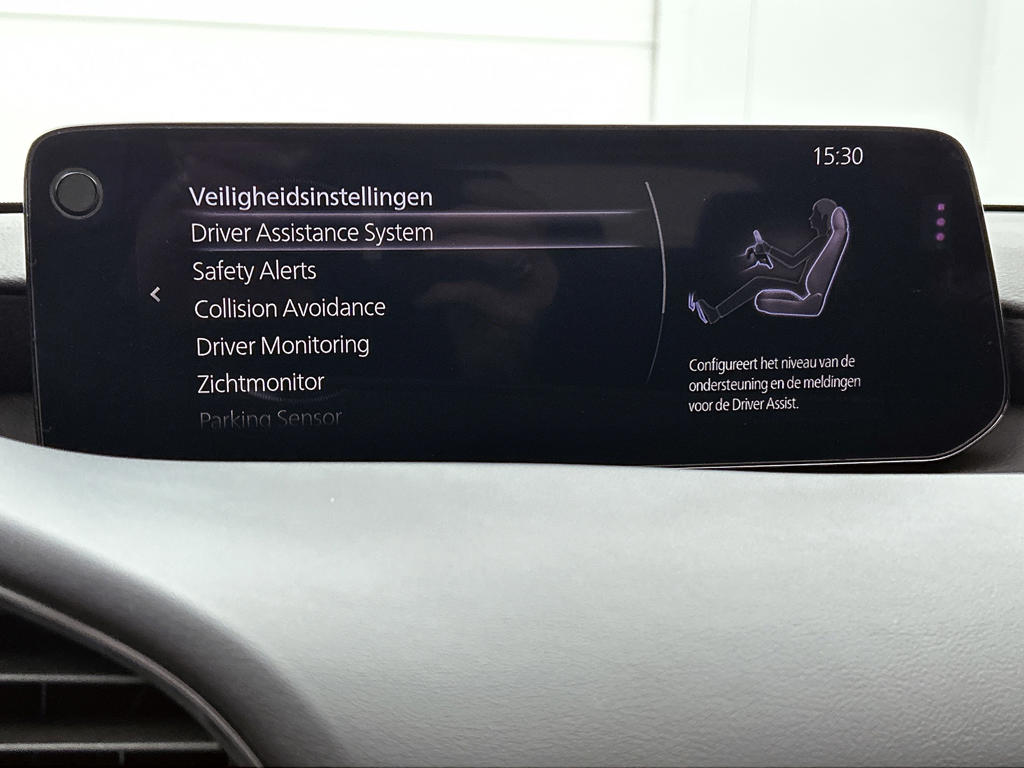 15:30
Veiligheidsinstellingen
Driver Assistance System
Safety Alerts
Collision Avoidance
Driver Monitoring
Zichtmonitor
Parking Sensor
Configureert het niveau van de
ondersteuning en de meldingen
voor de Driver Assist.